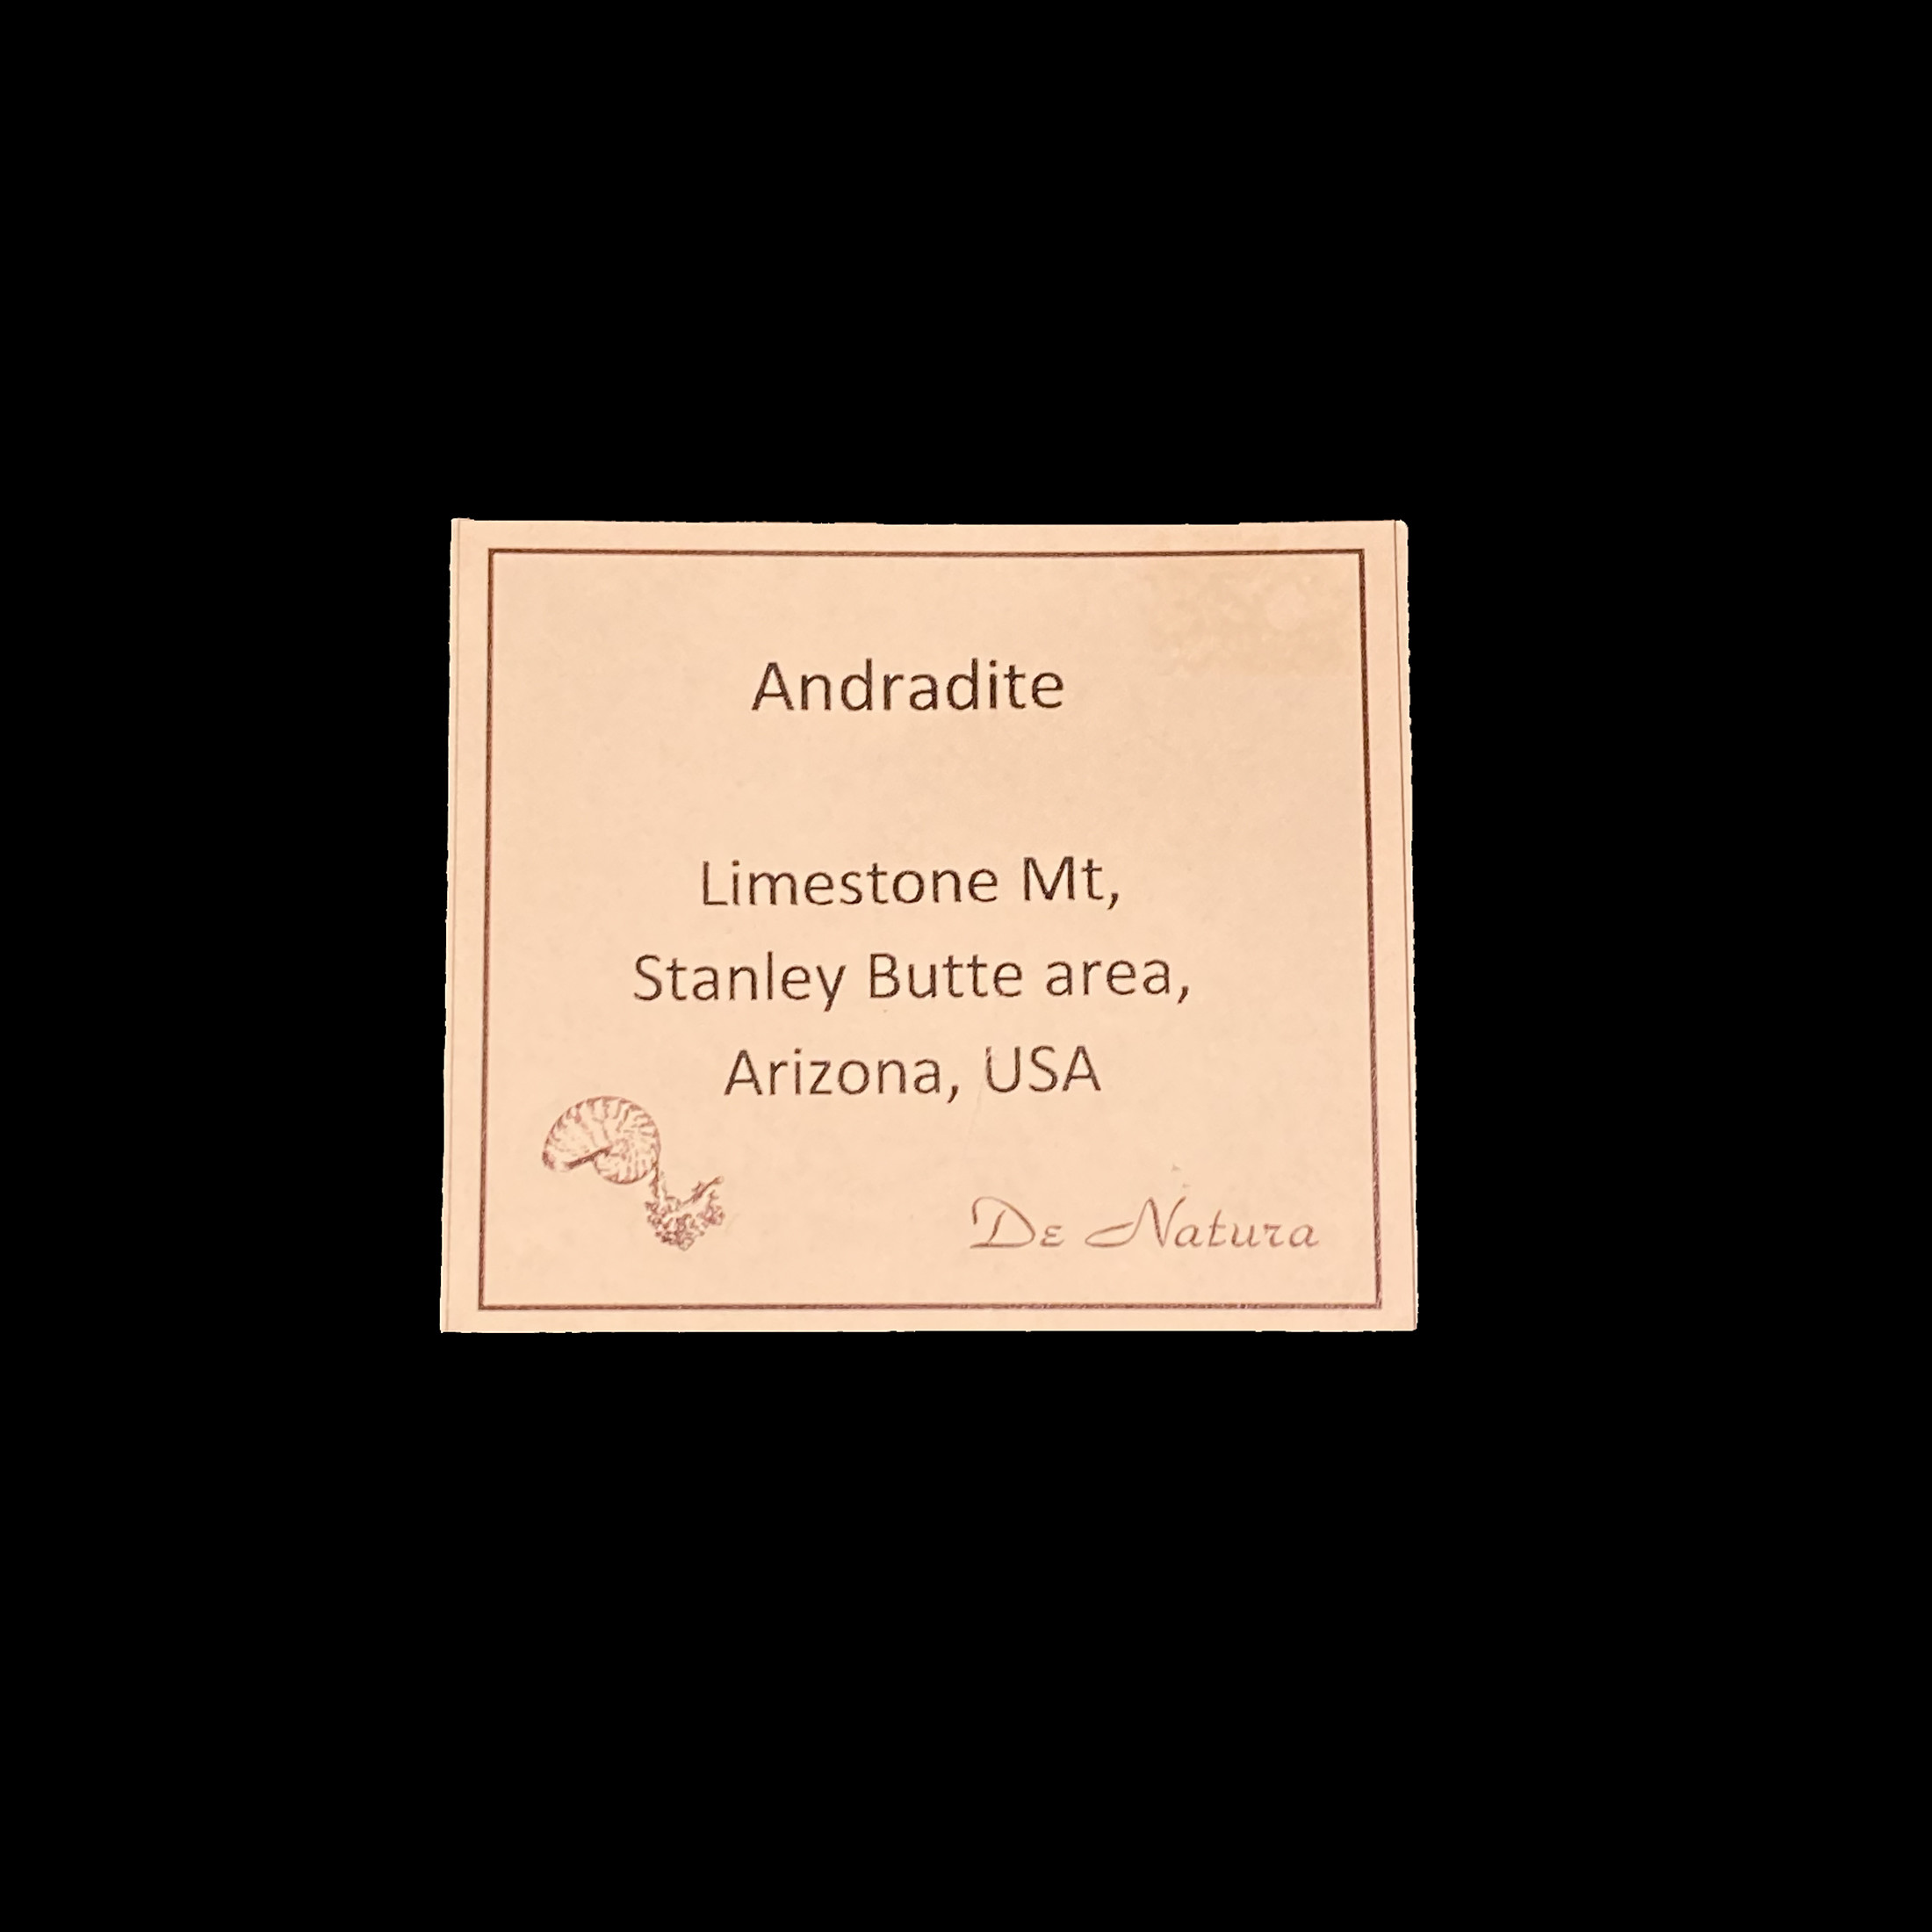 Andradite
Limestone Mt,
Stanley Butte area,
Arizona, USA
De Natura